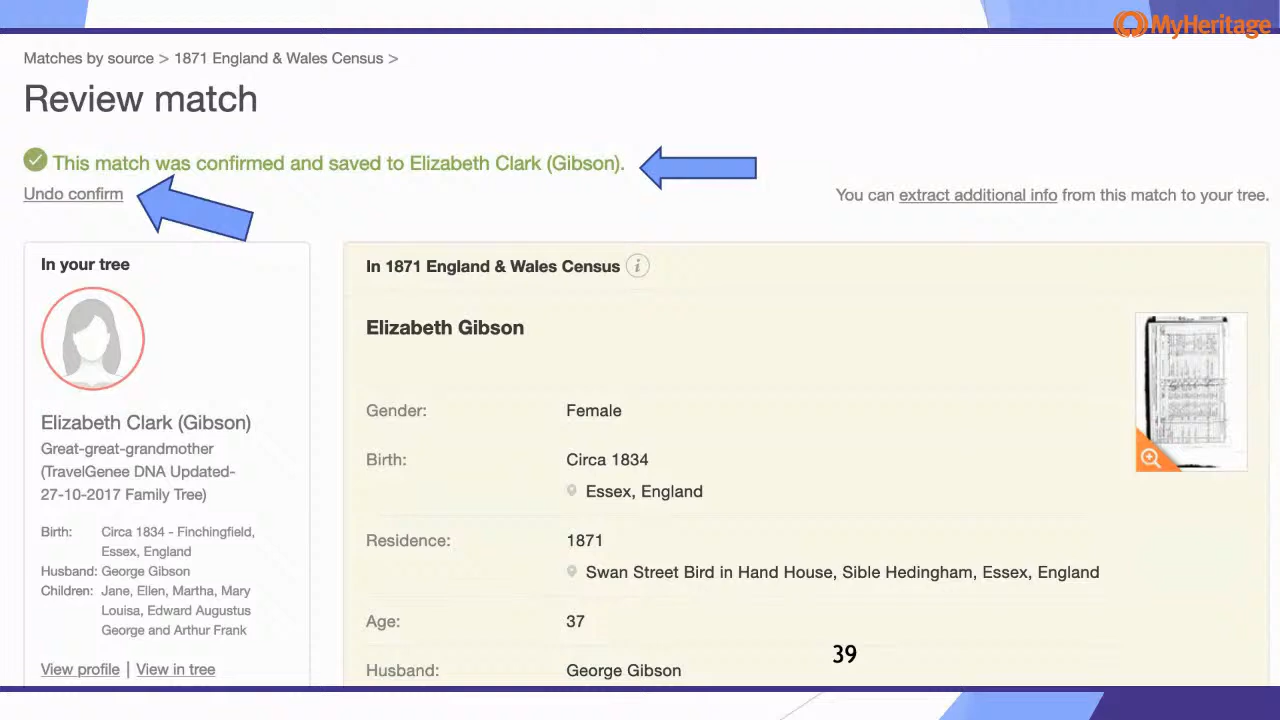 MyHeritage
Matches by source > 1871 England & Wales Census >
Review match
This match was confirmed and saved to Elizabeth Clark (Gibson).
Undo confirm
You can extract additional info from this match to your tree.
In your tree
Elizabeth Clark (Gibson)
Great-great-grandmother
(TravelGenee DNA Updated-
27-10-2017 Family Tree)
Birth: Circa 1834 - Finchingfield,
Essex, England
Husband: George Gibson
Children: Jane, Ellen, Martha, Mary
Louisa, Edward Augustus
George and Arthur Frank
View profile | View in tree
In 1871 England & Wales Census i
Elizabeth Gibson
Gender: Female
Birth: Circa 1834
Essex, England
Residence: 1871
Swan Street Bird in Hand House, Sible Hedingham, Essex, England
Age: 37
Husband: George Gibson
39